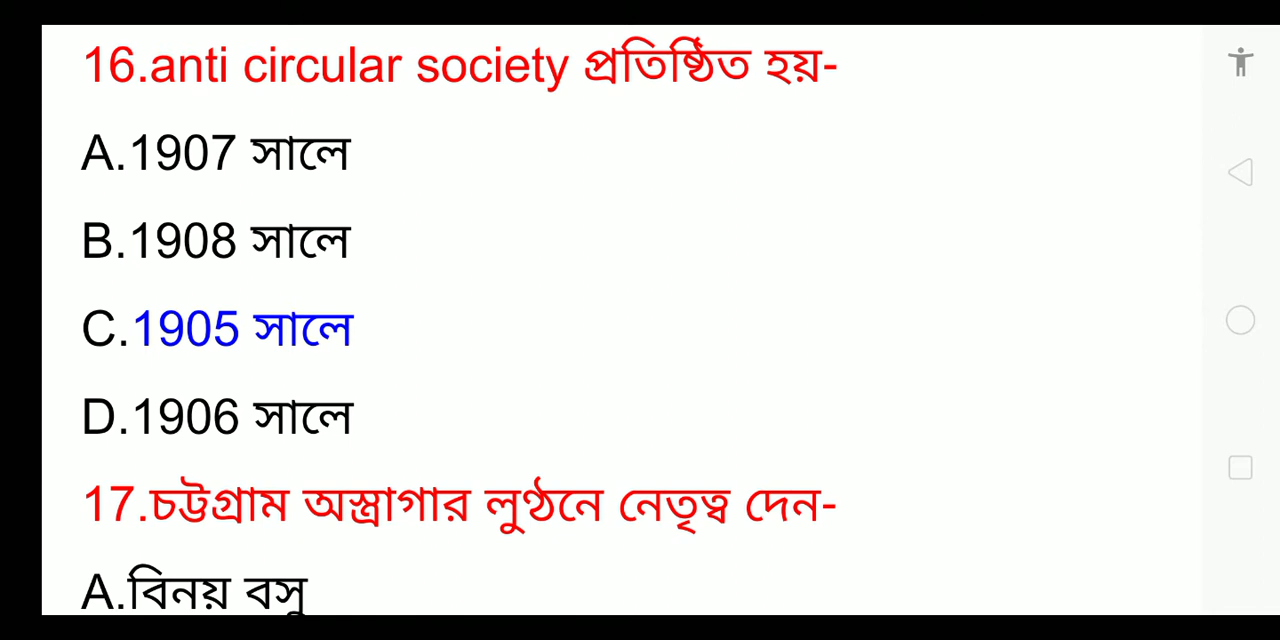 16.anti circular society প্রতিষ্ঠিত হয়-
A.1907 সালে
B.1908 সালে
C.1905 সালে
D.1906 সালে
17.চট্টগ্রাম অস্ত্রাগার লুণ্ঠনে নেতৃত্ব দেন-
A.বিনয় বসু